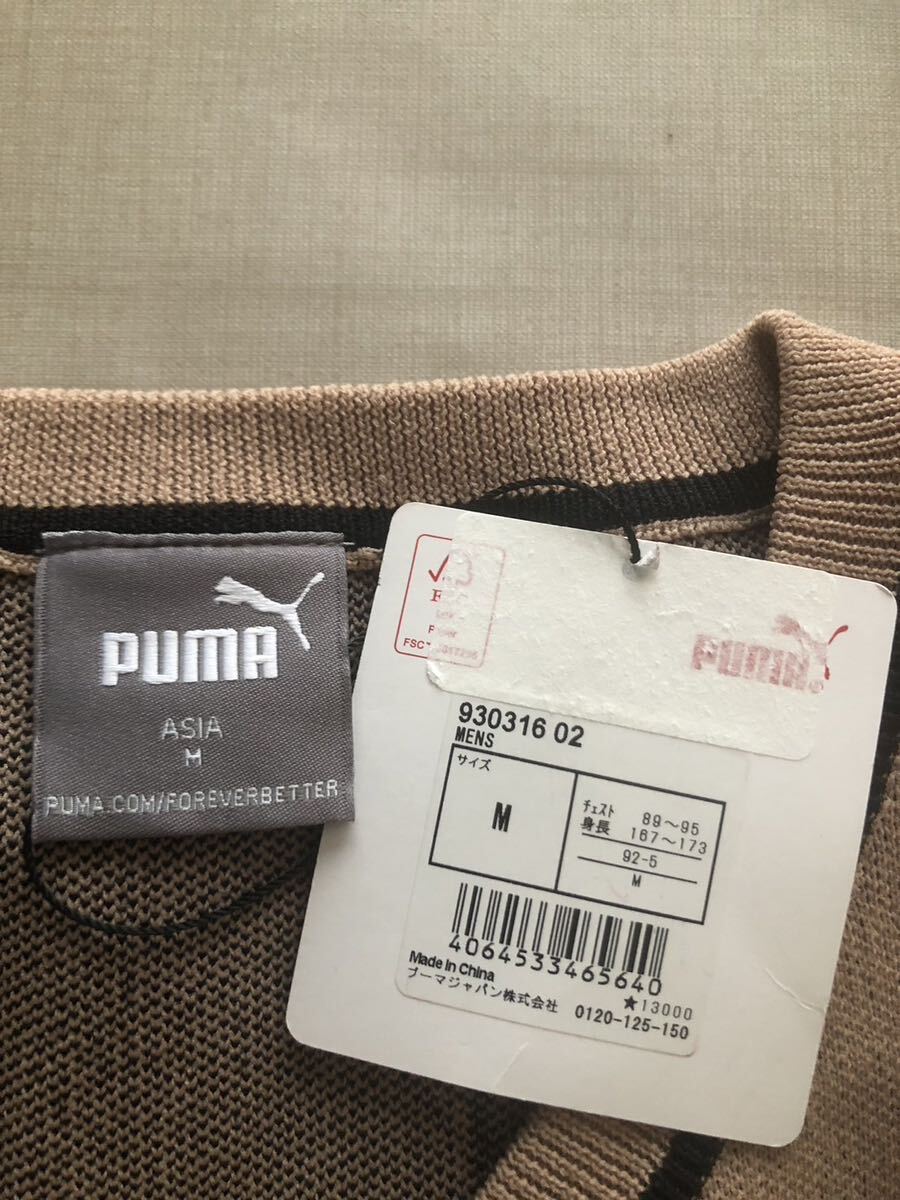 PUMA
ASIA
M
PUMA.COM/FOREVERBETTER
FSC
PUMA
930316 02
MENS
サイズ
M
チェスト 89〜95
身長 167〜173
92-5
M
4064533465640
Made in China
★13000
プーマジャパン株式会社 0120-125-150